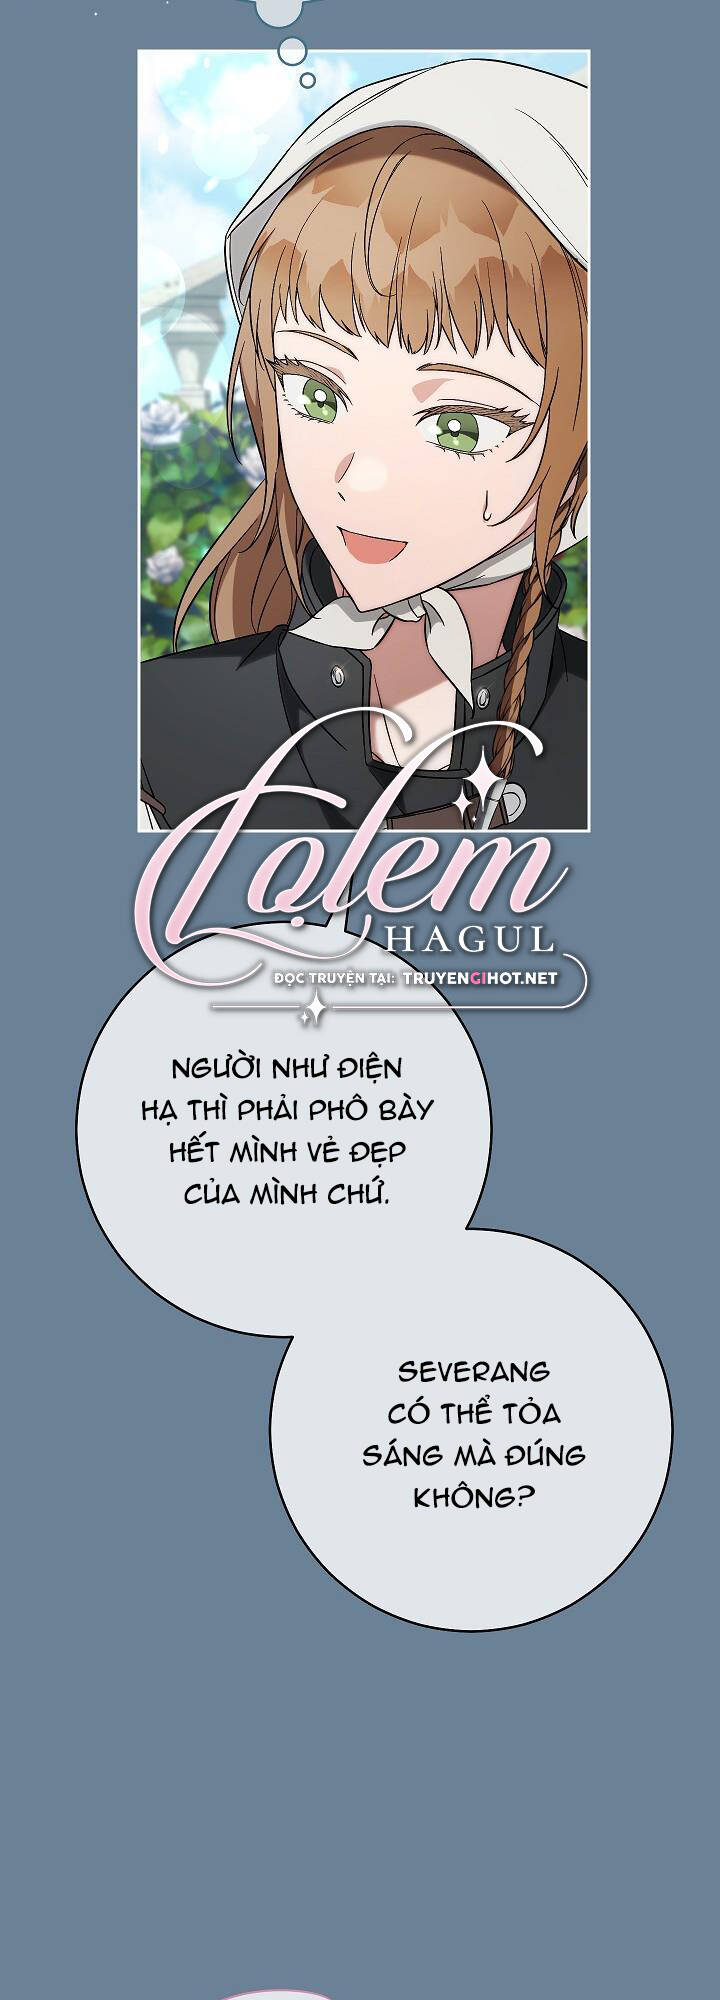 Lọlem
HAGUL
ĐỌC TRUYỆN TẠI: TRUYENGIHOT.NET
NGƯỜI NHƯ ĐIỆN
HẠ THÌ PHẢI PHÔ BÀY
HẾT MÌNH VẺ ĐẸP
CỦA MÌNH CHỨ.
SEVERANG
CÓ THỂ TỎA
SÁNG MÀ ĐÚNG
KHÔNG?